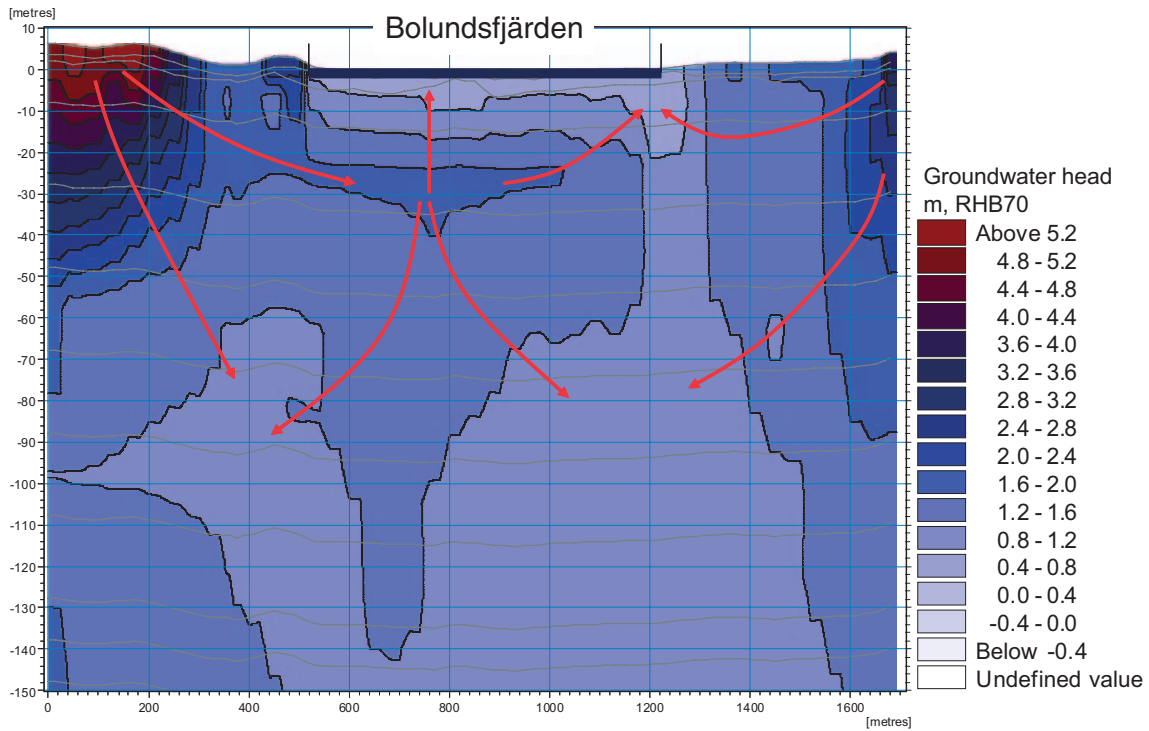 [metres]
Bolundsfjärden
10
0
-10
-20
-30
-40
-50
-60
-70
-80
-90
-100
-110
-120
-130
-140
-150
0
200
400
600
800
1000
1200
1400
1600
[metres]
Groundwater head
m, RHB70
Above 5.2
4.8 - 5.2
4.4 - 4.8
4.0 - 4.4
3.6 - 4.0
3.2 - 3.6
2.8 - 3.2
2.4 - 2.8
2.0 - 2.4
1.6 - 2.0
1.2 - 1.6
0.8 - 1.2
0.4 - 0.8
0.0 - 0.4
-0.4 - 0.0
Below -0.4
Undefined value